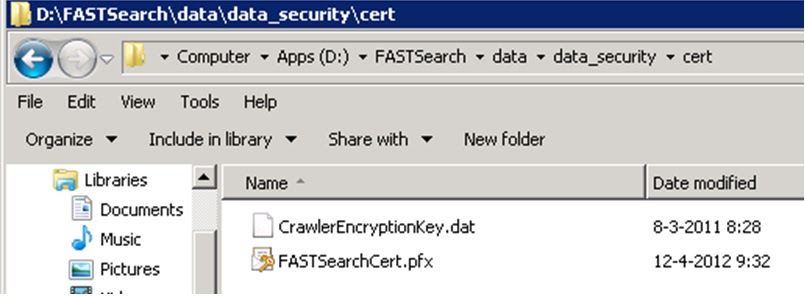 D:\FASTSearch\data\data_security\cert
Computer Apps (D:) FASTSearch data data_security cert
File Edit View Tools Help
Organize Include in library Share with New folder
Libraries Name Date modified
Documents CrawlerEncryptionKey.dat 8-3-2011 8:28
Music
FASTSearchCert.pfx 12-4-2012 9:32
Pictures